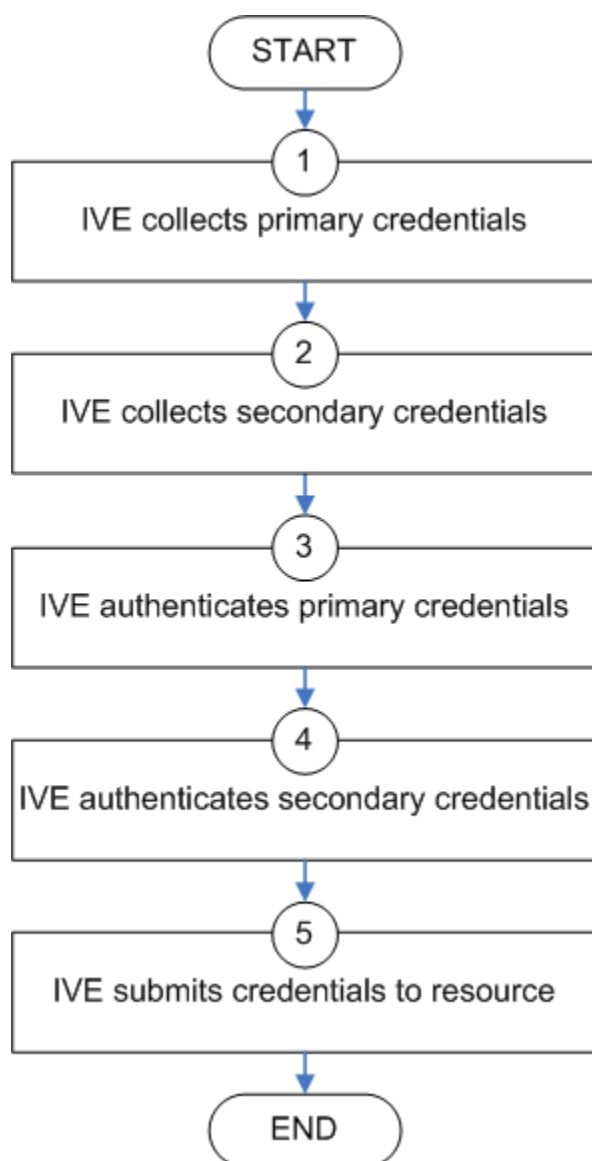 START
1
IVE collects primary credentials
2
IVE collects secondary credentials
3
IVE authenticates primary credentials
4
IVE authenticates secondary credentials
5
IVE submits credentials to resource
END